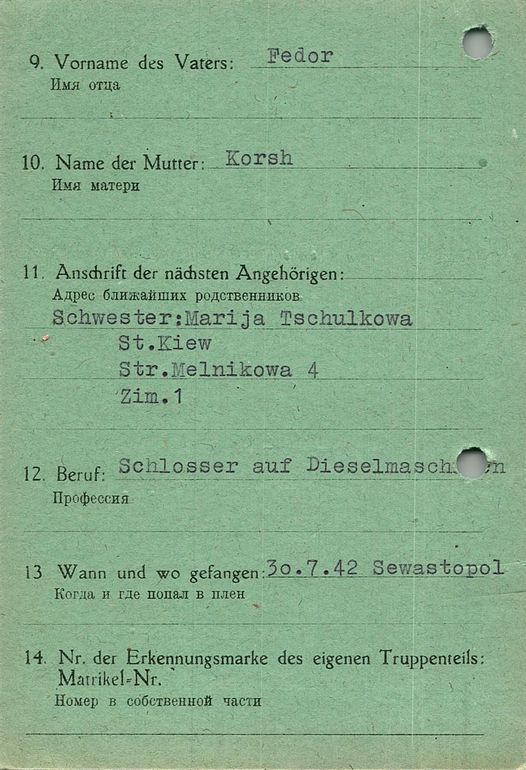 9. Vorname des Vaters: Fedor
Имя отца
10. Name der Mutter: Korsh
Имя матери
11. Anschrift der nächsten Angehörigen:
Адрес ближайших родственников
Schwester:Marija Tschulkowa
St.Kiew
Str.Melnikowa 4
Zim.1
12. Beruf: Schlosser auf Dieselmasch
Профессия
13 Wann und wo gefangen:30.7.42 Sewastopol
Когда и где попал в плен
14. Nr. der Erkennungsmarke des eigenen Truppenteils:
Matrikel-Nr.
Номер в собственной части